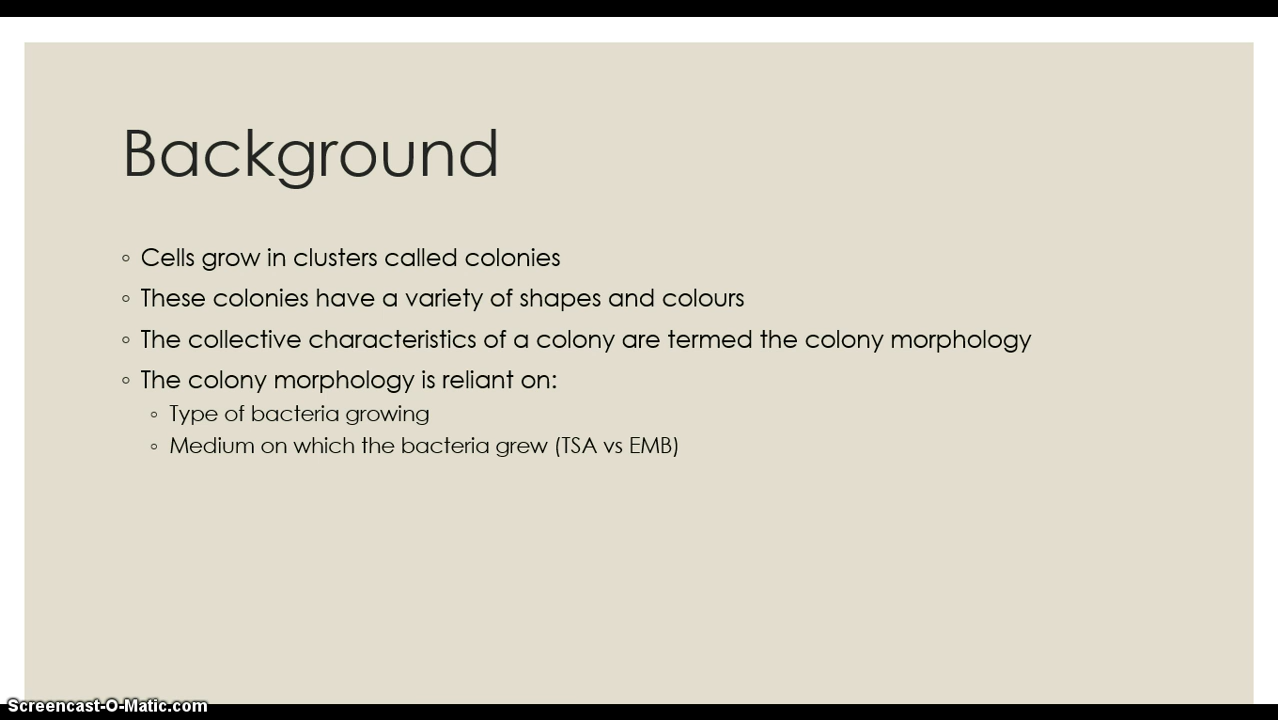 Background
◦ Cells grow in clusters called colonies
◦ These colonies have a variety of shapes and colours
◦ The collective characteristics of a colony are termed the colony morphology
◦ The colony morphology is reliant on:
◦ Type of bacteria growing
◦ Medium on which the bacteria grew (TSA vs EMB)
Screencast-O-Matic.com